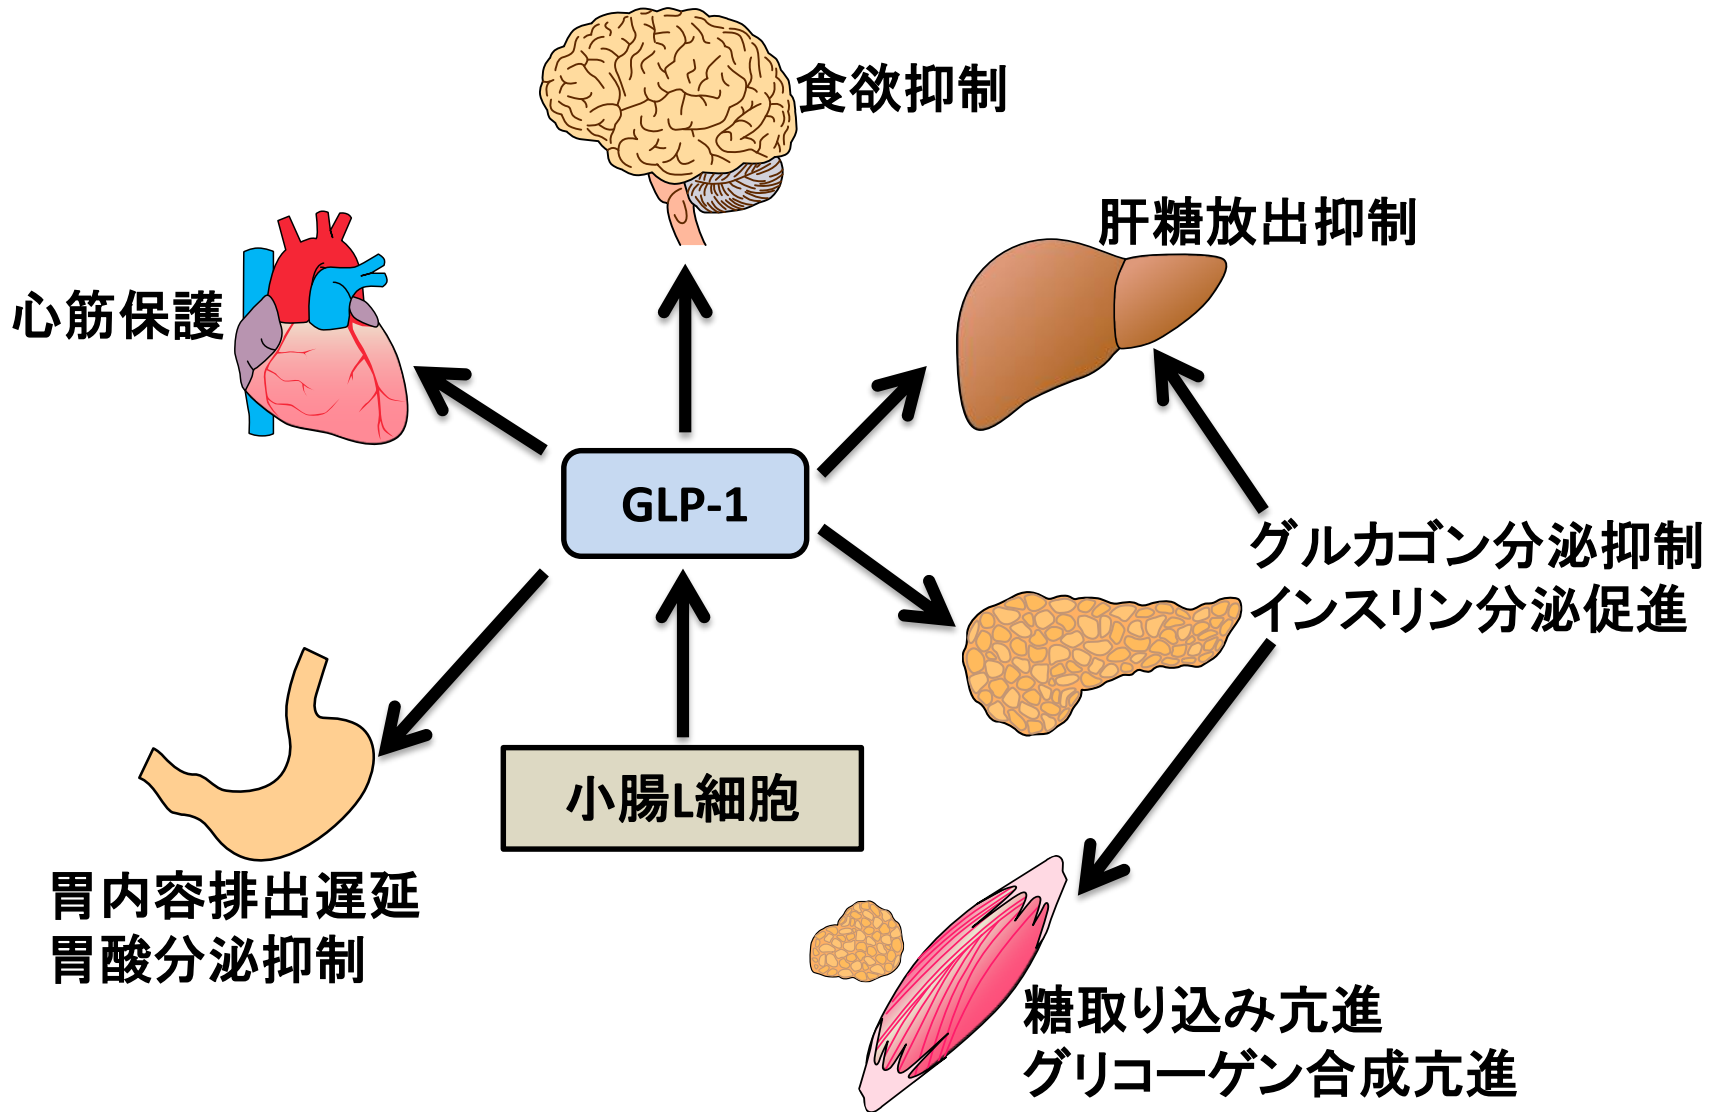 食欲抑制
肝糖放出抑制
心筋保護
GLP-1
グルカゴン分泌抑制
インスリン分泌促進
小腸L細胞
胃内容排出遅延
胃酸分泌抑制
糖取り込み亢進
グリコーゲン合成亢進